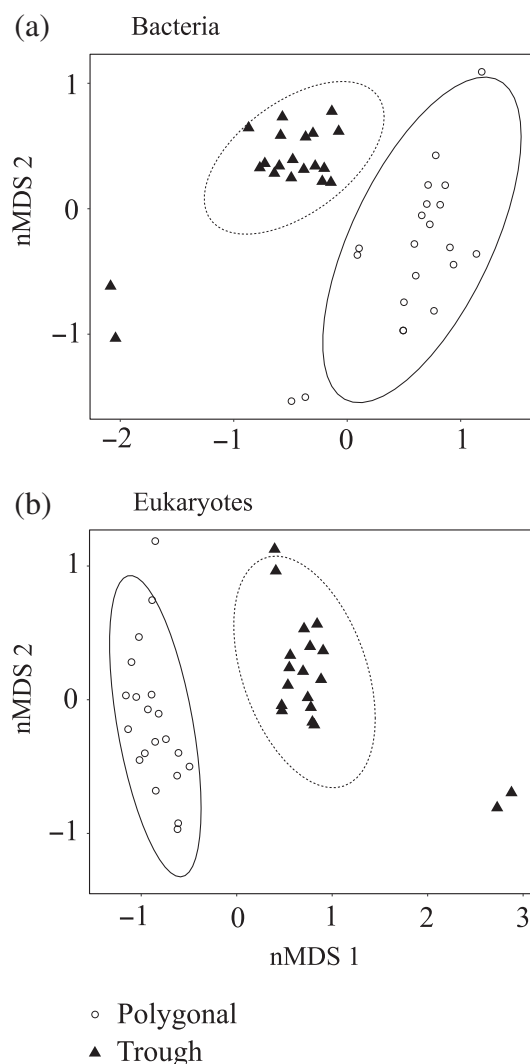 (a) Bacteria
nMDS 2
1
0
−1
−2 −1 0 1
(b) Eukaryotes
nMDS 2
1
0
−1
−1 0 1 2 3
nMDS 1
Polygonal
Trough